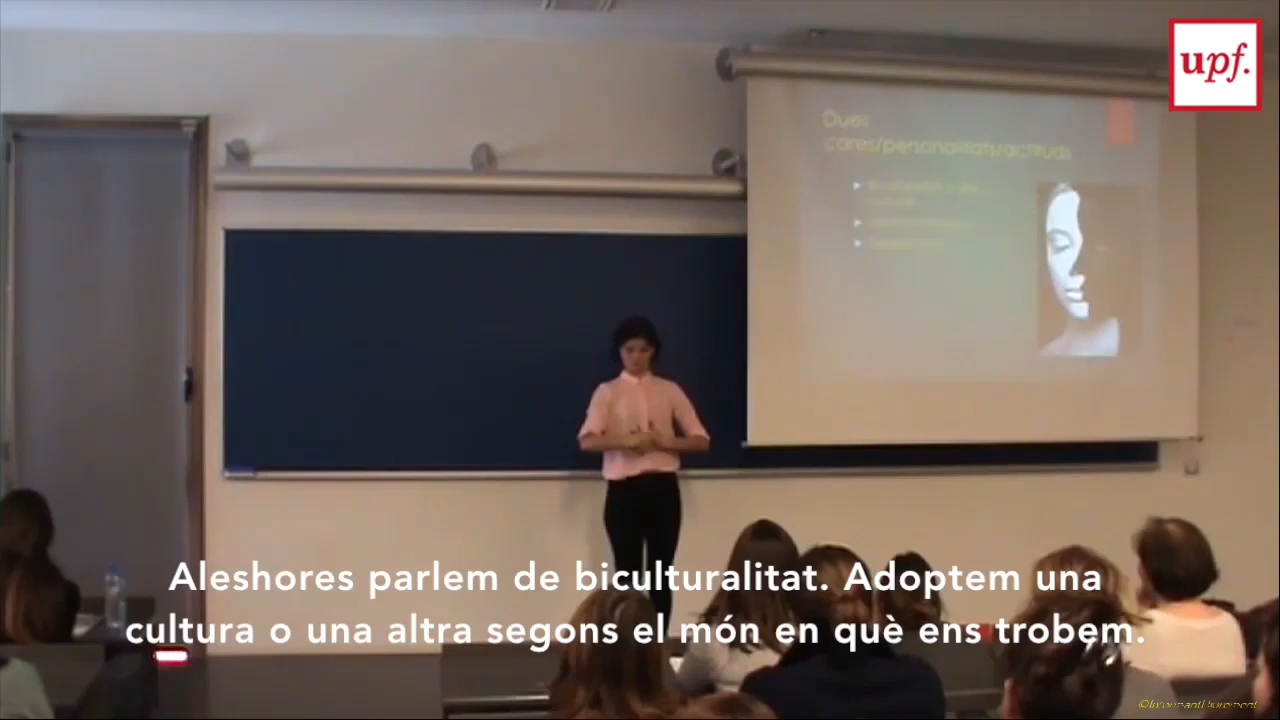 upf.
Dues
cares/personalitats/actituds
Aleshores parlem de biculturalitat. Adoptem una
cultura o una altra segons el món en què ens trobem.